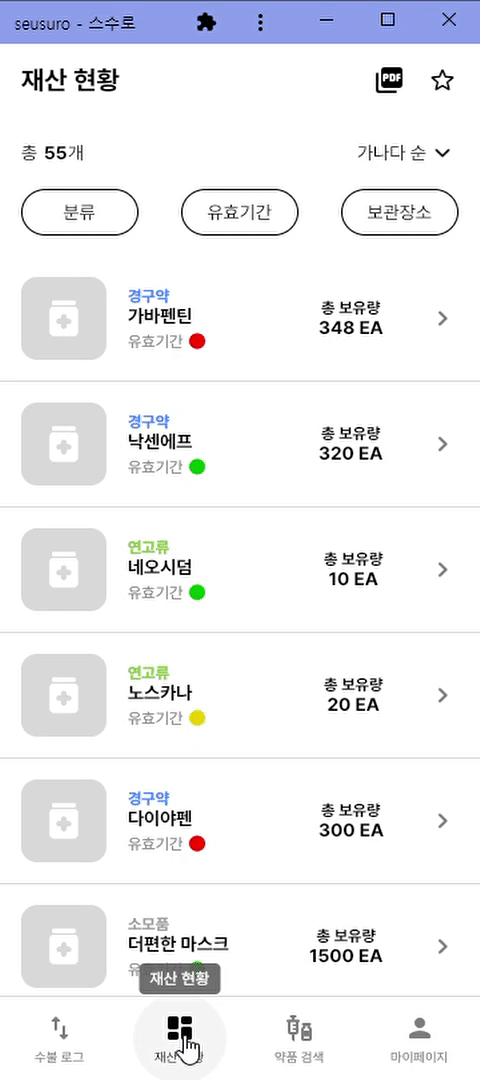 seusuro - 스수로
재산 현황
PDF
총 55개
가나다 순
분류
유효기간
보관장소
경구약
가바펜틴
유효기간
총 보유량
348 EA
경구약
낙센에프
유효기간
총 보유량
320 EA
연고류
네오시덤
유효기간
총 보유량
10 EA
연고류
노스카나
유효기간
총 보유량
20 EA
경구약
다이야펜
유효기간
총 보유량
300 EA
소모품
더편한 마스크
총 보유량
1500 EA
재산 현황
수불 로그
약품 검색
마이페이지